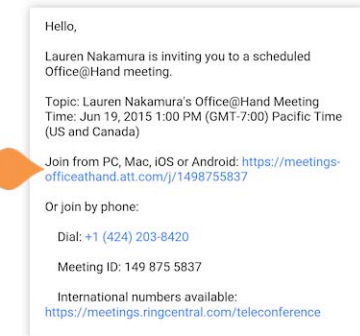 Hello,
Lauren Nakamura is inviting you to a scheduled
Office@Hand meeting.
Topic: Lauren Nakamura's Office@Hand Meeting
Time: Jun 19, 2015 1:00 PM (GMT-7:00) Pacific Time
(US and Canada)
Join from PC, Mac, iOS or Android: https://meetings-
officeathand.att.com/j/1498755837
Or join by phone:
Dial: +1 (424) 203-8420
Meeting ID: 149 875 5837
International numbers available:
https://meetings.ringcentral.com/teleconference